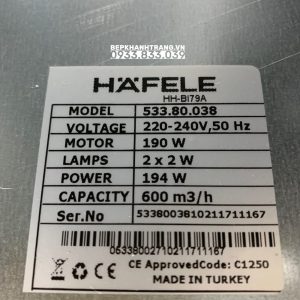 BEPKHANHTRANG.VN
0933.833.039
HÄFELE
HH-BI79A
MODEL 533.80.038
VOLTAGE 220-240V,50 Hz
MOTOR 190 W
LAMPS 2 x 2 W
POWER 194 W
CAPACITY 600 m3/h
Ser.No 5338003810211711167
06338002710211711167
CE ApprovedCode: C1250
MADE IN TURKEY